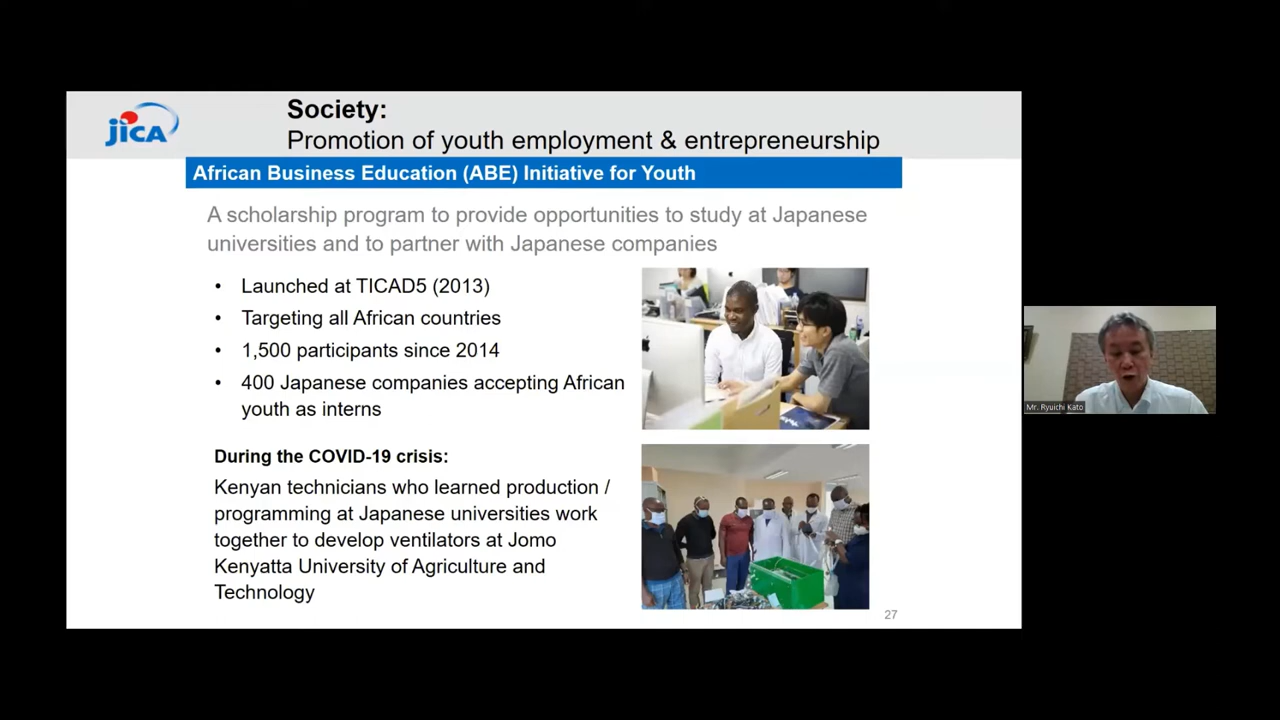 JICA
Society:
Promotion of youth employment & entrepreneurship
African Business Education (ABE) Initiative for Youth
A scholarship program to provide opportunities to study at Japanese
universities and to partner with Japanese companies
• Launched at TICAD5 (2013)
• Targeting all African countries
• 1,500 participants since 2014
• 400 Japanese companies accepting African
youth as interns
During the COVID-19 crisis:
Kenyan technicians who learned production /
programming at Japanese universities work
together to develop ventilators at Jomo
Kenyatta University of Agriculture and
Technology
27
Mr. Ryuichi Kato